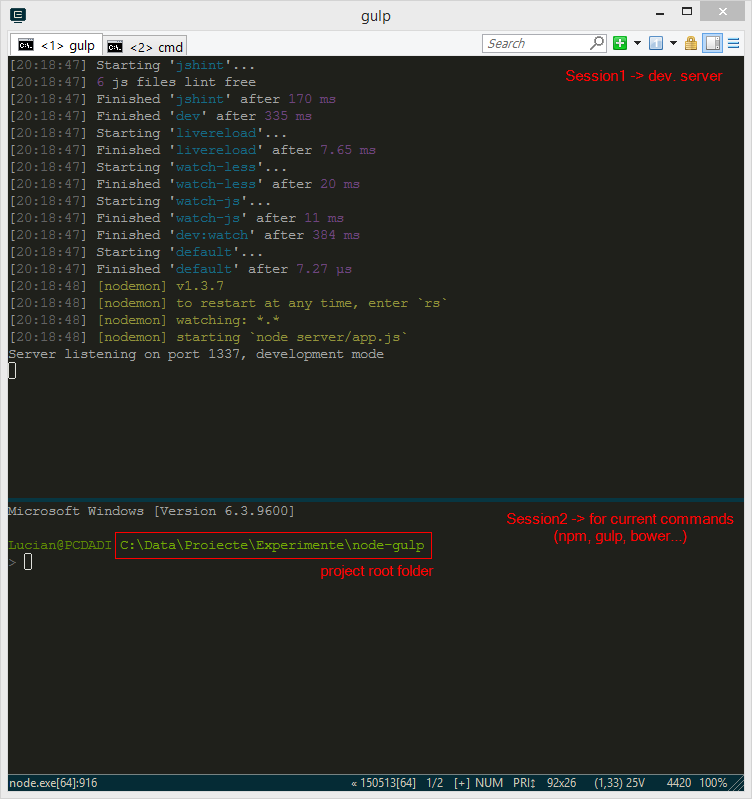 gulp
<1> gulp
<2> cmd
Search
[20:18:47] Starting 'jshint'...
Session1 -> dev. server
[20:18:47] 6 js files lint free
[20:18:47] Finished 'jshint' after 170 ms
[20:18:47] Finished 'dev' after 335 ms
[20:18:47] Starting 'livereload'...
[20:18:47] Finished 'livereload' after 7.65 ms
[20:18:47] Starting 'watch-less'...
[20:18:47] Finished 'watch-less' after 20 ms
[20:18:47] Starting 'watch-js'...
[20:18:47] Finished 'watch-js' after 11 ms
[20:18:47] Finished 'dev:watch' after 384 ms
[20:18:47] Starting 'default'...
[20:18:47] Finished 'default' after 7.27 μs
[20:18:48] [nodemon] v1.3.7
[20:18:48] [nodemon] to restart at any time, enter `rs`
[20:18:48] [nodemon] watching: *.*
[20:18:48] [nodemon] starting `node server/app.js`
Server listening on port 1337, development mode
Microsoft Windows [Version 6.3.9600]
Session2 -> for current commands
(npm, gulp, bower...)
Lucian@PCDADI C:\Data\Proiecte\Experimente\node-gulp
>
project root folder
node.exe[64]:916 « 150513[64] 1/2 [+] NUM PRI↕ 92x26 (1,33) 25V 4420 100%